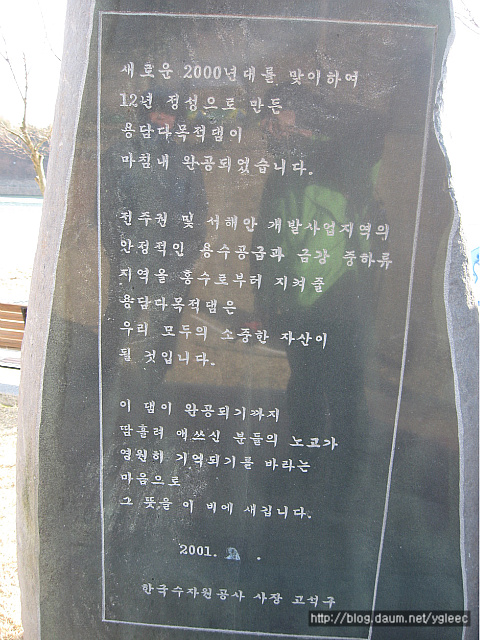 새로운 2000년대를 맞이하여
12년 정성으로 만든
용담다목적댐이
마침내 완공되었습니다.
전주권 및 서해안 개발사업지역의
안정적인 용수공급과 금강 중하류
지역을 홍수로부터 지켜줄
용담다목적댐은
우리 모두의 소중한 자산이
될 것입니다.
이 댐이 완공되기까지
땀흘려 애쓰신 분들의 노고가
영원히 기억되기를 바라는
마음으로
그 뜻을 이 비에 새깁니다.
2001. .
한국수자원공사 사장 고석구
http://blog.daum.net/ygleec